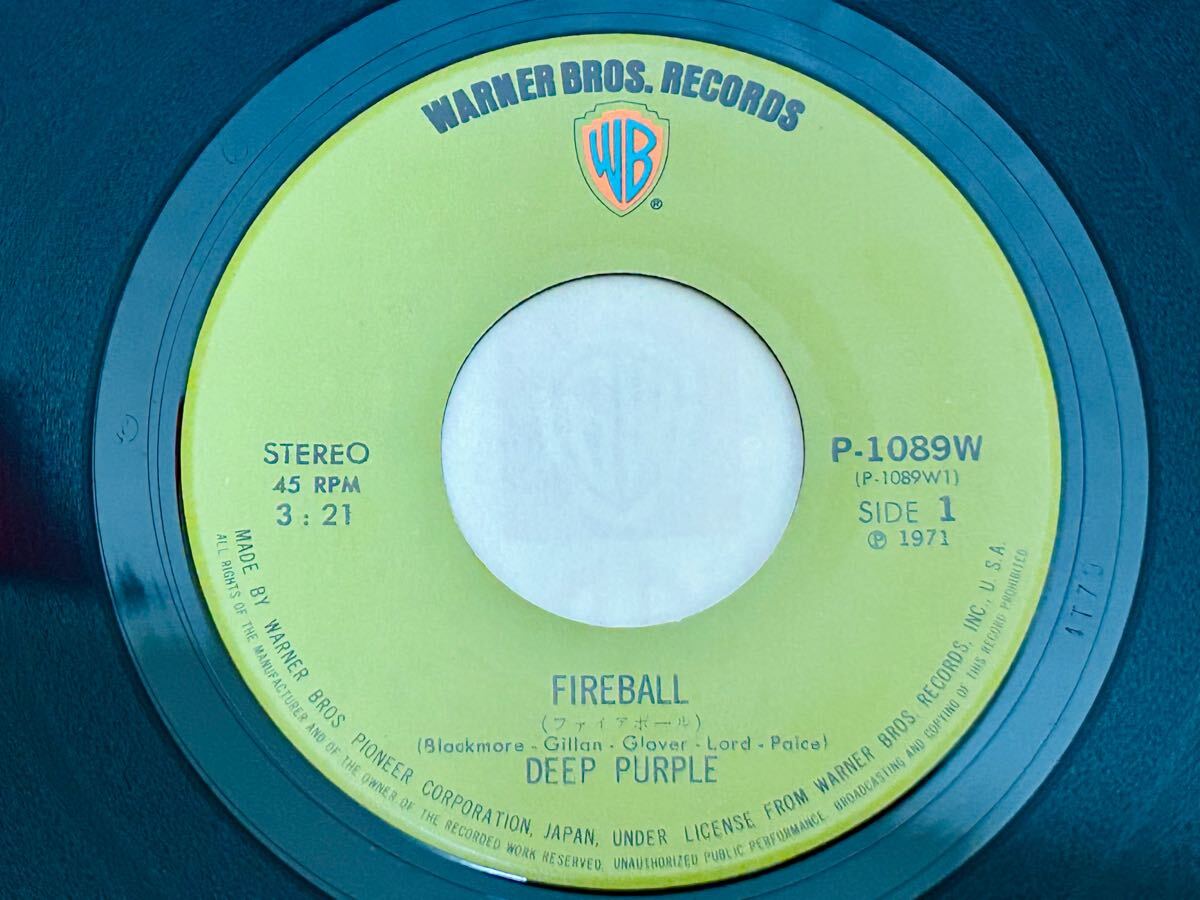 WARNER BROS. RECORDS
WB
®
STEREO
45 RPM
3 : 21
P-1089W
(P-1089W1)
SIDE 1
℗ 1971
FIREBALL
(ファイアボール)
(Blackmore - Gillan - Glover - Lord - Paice)
DEEP PURPLE
MADE BY WARNER BROS. PIONEER CORPORATION, JAPAN, UNDER LICENSE FROM WARNER BROS. RECORDS, INC., U.S.A.
ALL RIGHTS OF THE MANUFACTURER AND OF THE OWNER OF THE RECORDED WORK RESERVED. UNAUTHORIZED PUBLIC PERFORMANCE. BROADCASTING AND COPYING OF THIS RECORD PROHIBITED